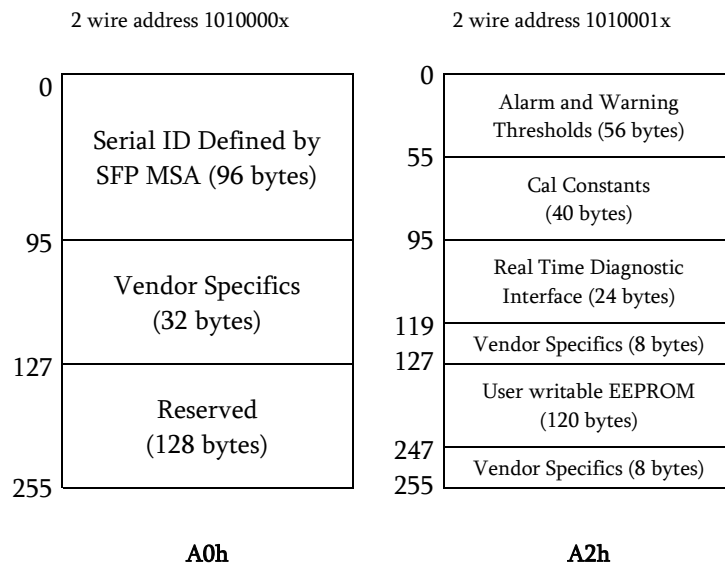 2 wire address 1010000x
0
Serial ID Defined by
SFP MSA (96 bytes)
95
Vendor Specifics
(32 bytes)
127
Reserved
(128 bytes)
255
A0h
2 wire address 1010001x
0
Alarm and Warning
Thresholds (56 bytes)
55
Cal Constants
(40 bytes)
95
Real Time Diagnostic
Interface (24 bytes)
119
Vendor Specifics (8 bytes)
127
User writable EEPROM
(120 bytes)
247
Vendor Specifics (8 bytes)
255
A2h